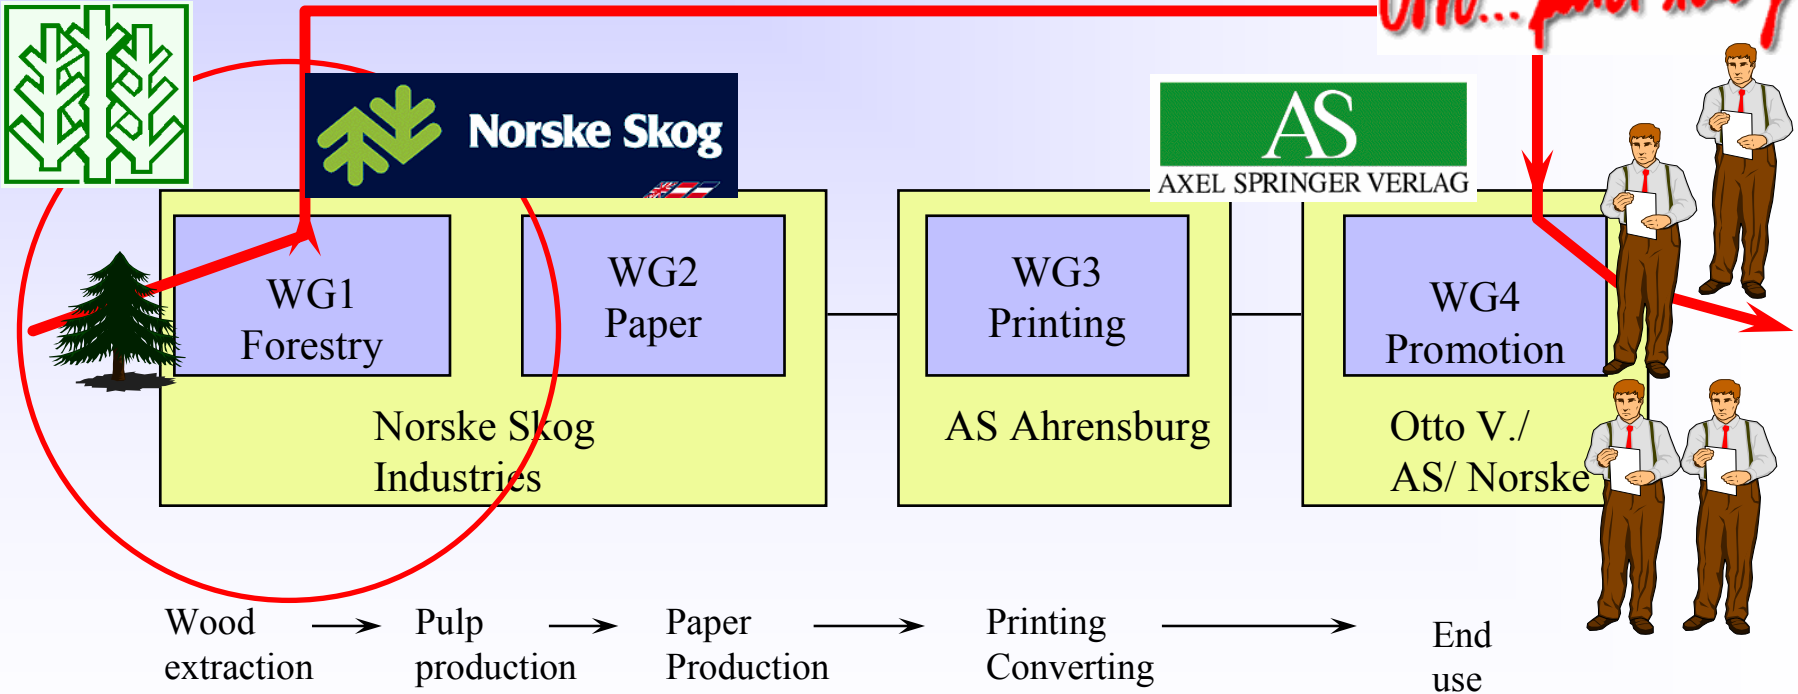 Norske Skog
AS
AXEL SPRINGER VERLAG
WG1
Forestry
WG2
Paper
WG3
Printing
WG4
Promotion
Norske Skog
Industries
AS Ahrensburg
Otto V./
AS/ Norske
Wood
extraction
Pulp
production
Paper
Production
Printing
Converting
End
use